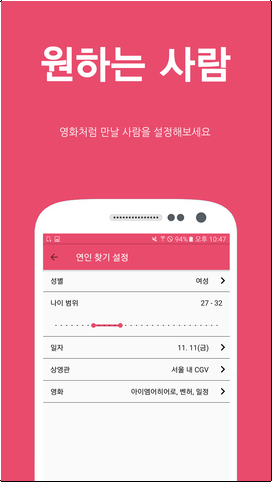 원하는 사람
영화처럼 만날 사람을 설정해보세요
94% 오후 10:47
연인 찾기 설정
성별 여성
나이 범위 27 - 32
일자 11. 11(금)
상영관 서울 내 CGV
영화 아이엠어히어로, 벤허, 밀정